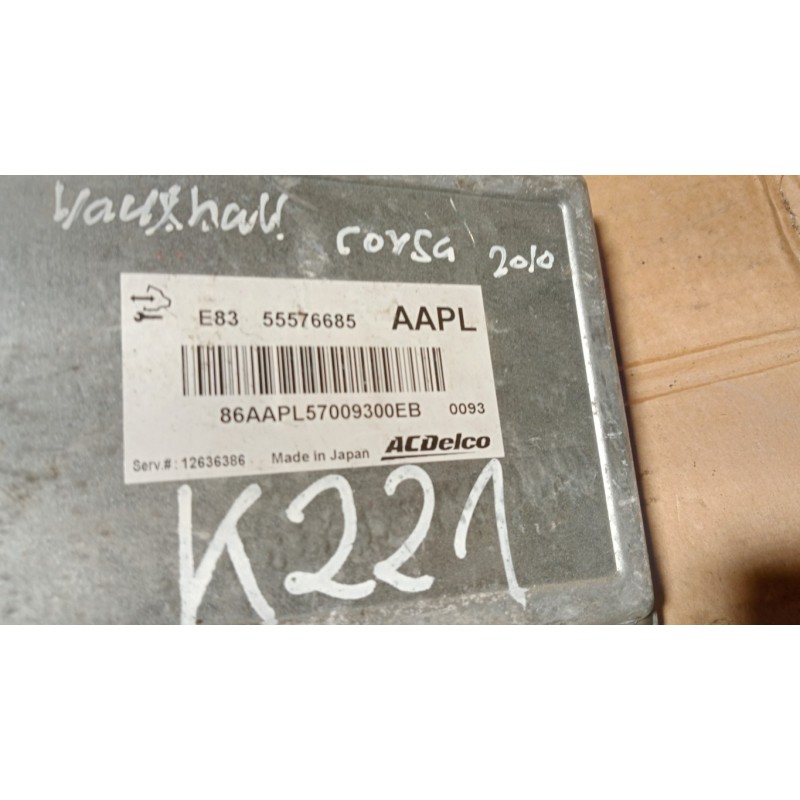 Vauxhall corsa 2010
E83 55576685 AAPL
86AAPL57009300EB 0093
Serv.#: 12636386 Made in Japan ACDelco
K221